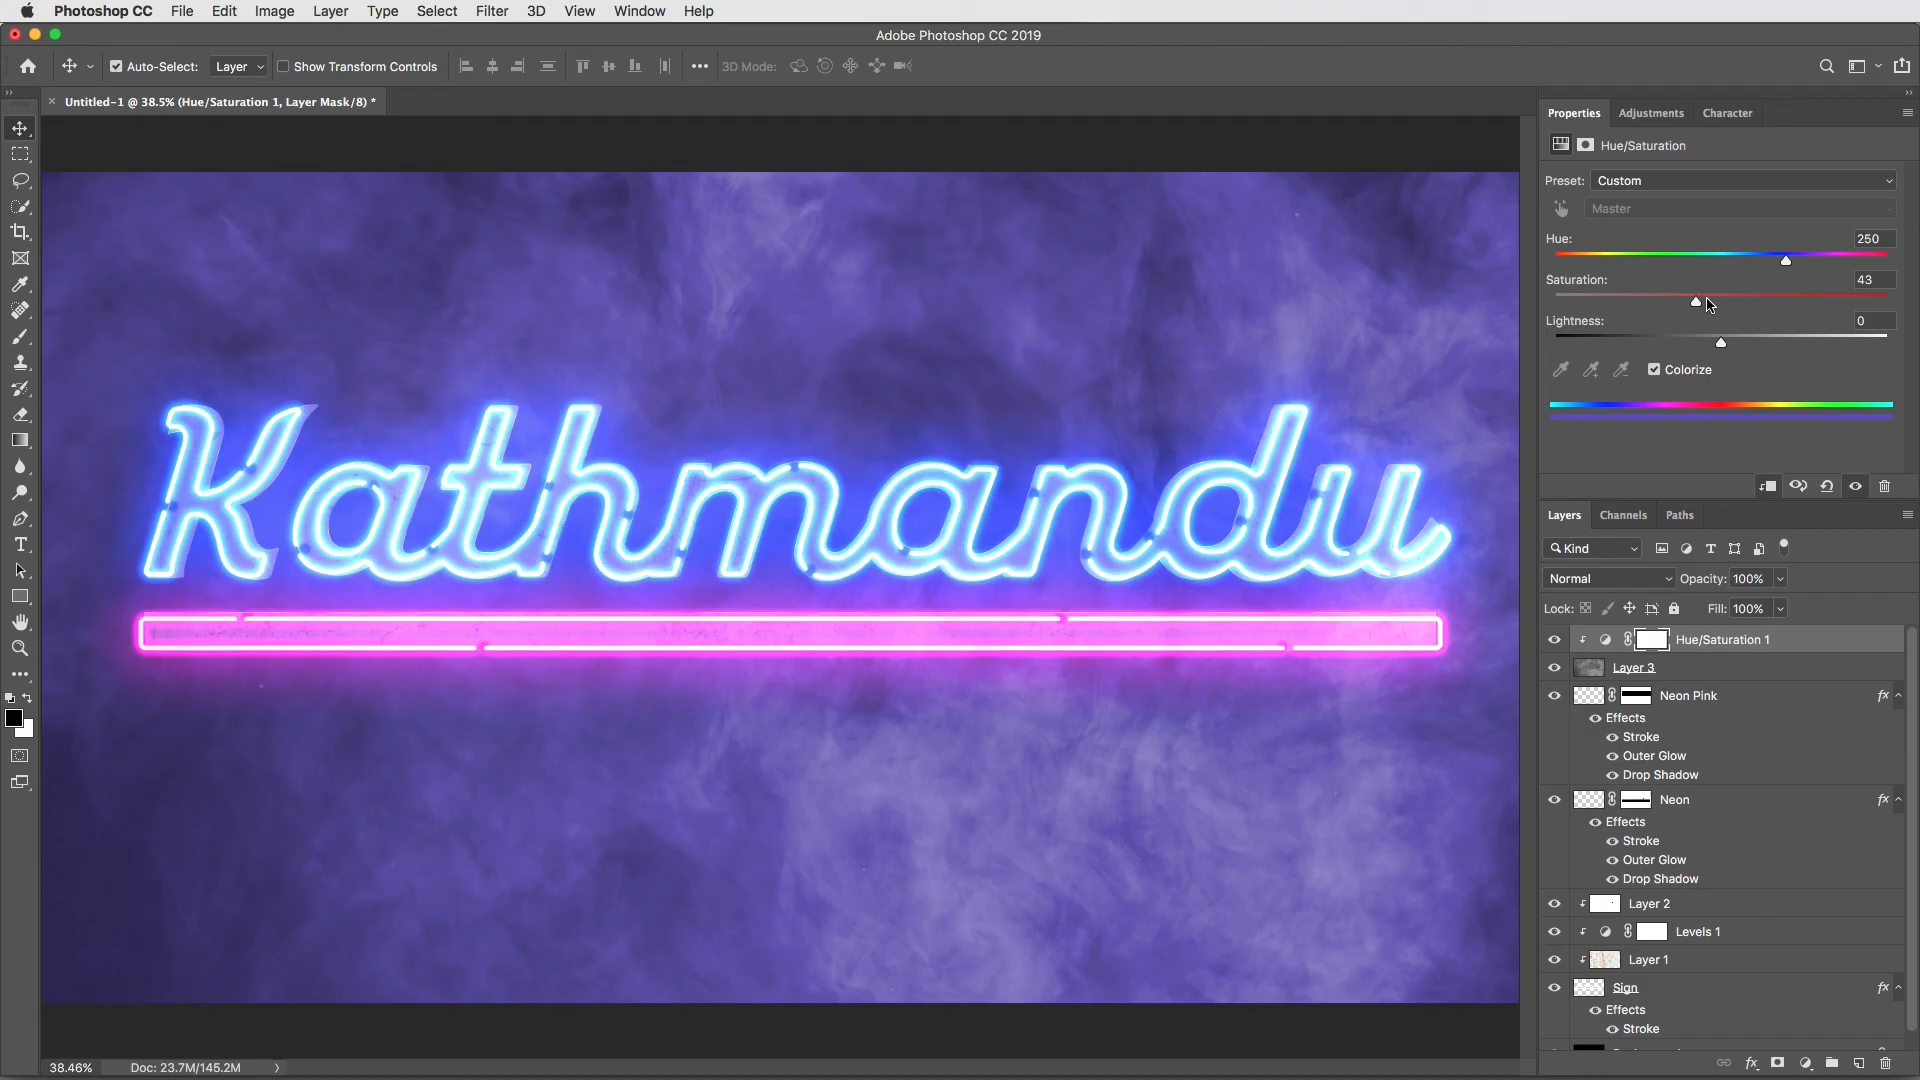 Photoshop CC File Edit Image Layer Type Select Filter 3D View Window Help
Adobe Photoshop CC 2019
Auto-Select: Layer Show Transform Controls 3D Mode:
Untitled-1 @ 38.5% (Hue/Saturation 1, Layer Mask/8) *
Properties Adjustments Character
Hue/Saturation
Preset: Custom
Master
Hue: 250
Saturation: 43
Lightness: 0
Colorize
Kathmandu
Layers Channels Paths
Kind
Normal Opacity: 100%
Lock: Fill: 100%
Hue/Saturation 1
Layer 3
Neon Pink fx
Effects
Stroke
Outer Glow
Drop Shadow
Neon fx
Effects
Stroke
Outer Glow
Drop Shadow
Layer 2
Levels 1
Layer 1
Sign fx
Effects
Stroke
38.46% Doc: 23.7M/145.2M
fx